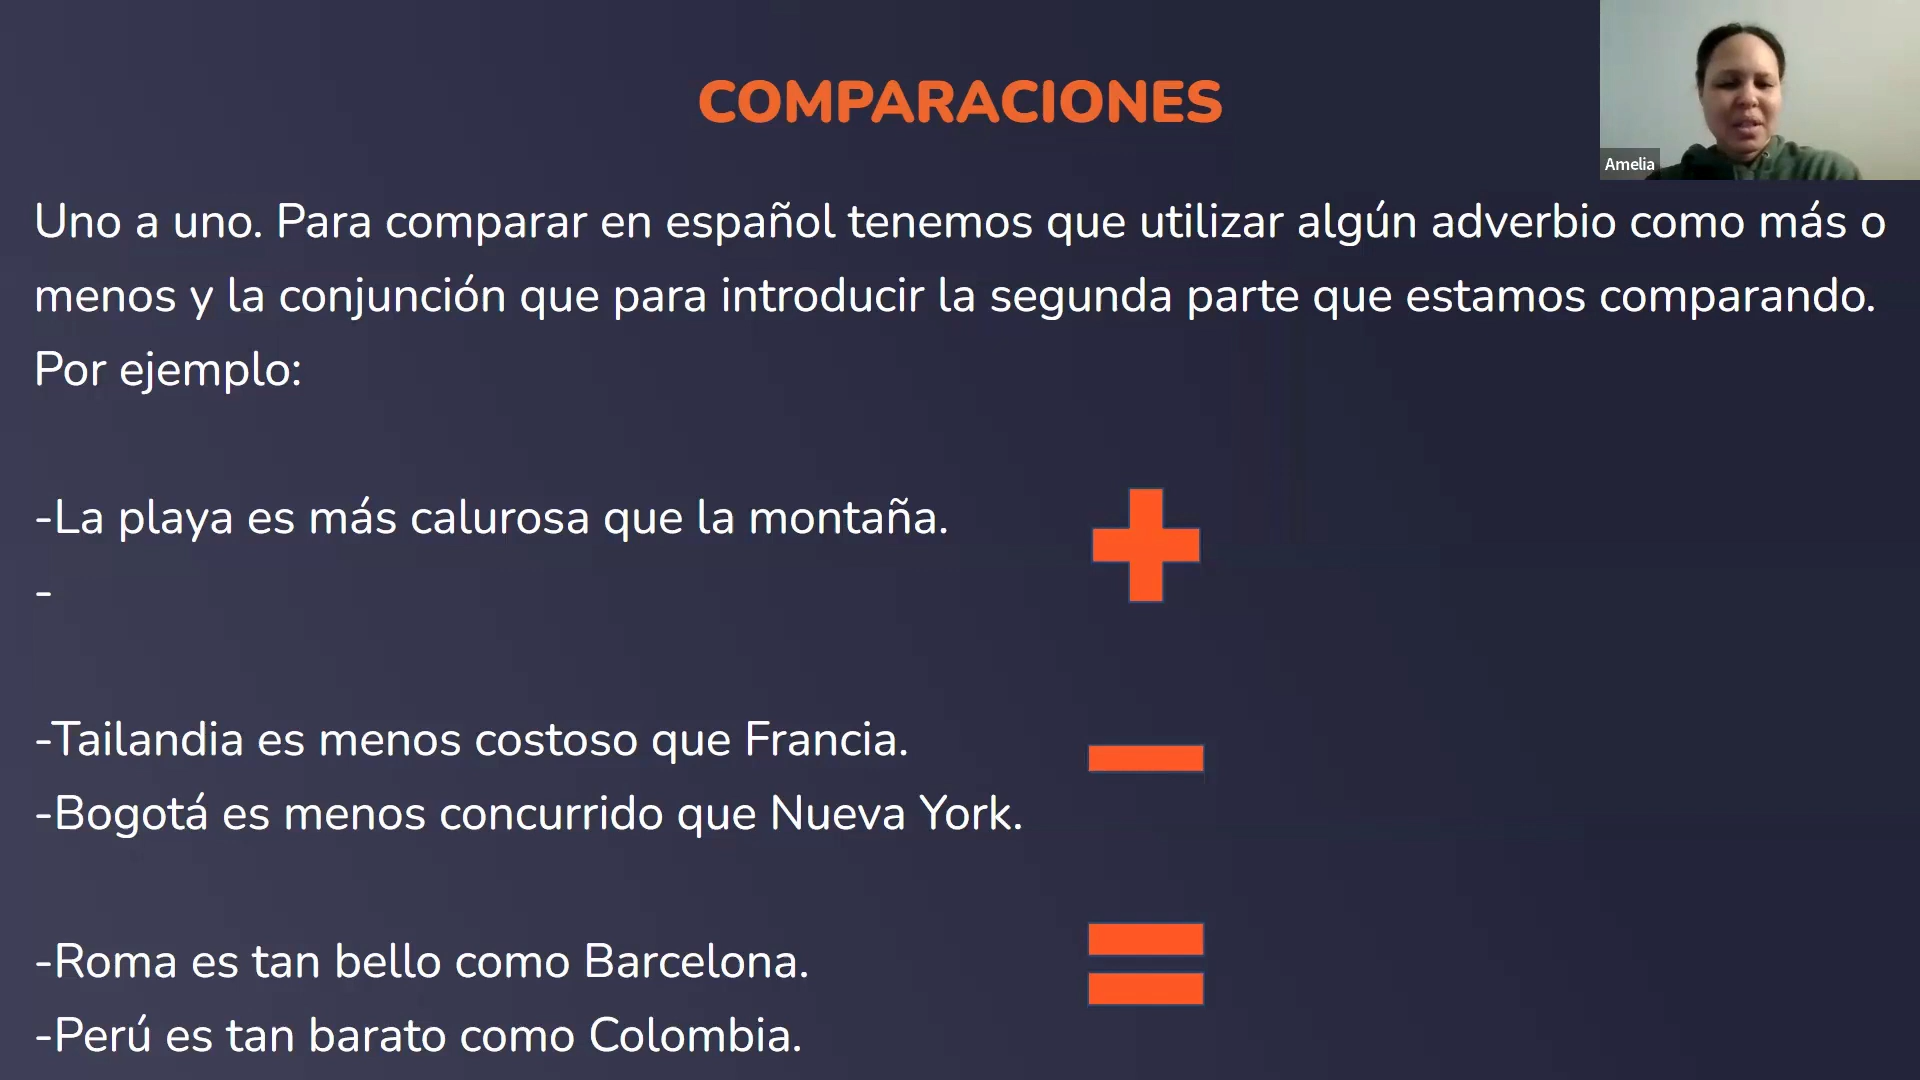 COMPARACIONES
Amelia
Uno a uno. Para comparar en español tenemos que utilizar algún adverbio como más o
menos y la conjunción que para introducir la segunda parte que estamos comparando.
Por ejemplo:
-La playa es más calurosa que la montaña.
-
-Tailandia es menos costoso que Francia.
-Bogotá es menos concurrido que Nueva York.
-Roma es tan bello como Barcelona.
-Perú es tan barato como Colombia.